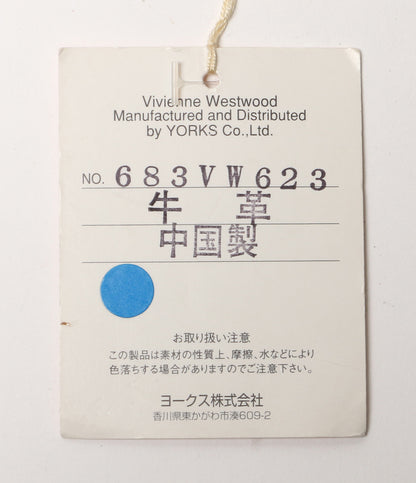 Vivienne Westwood
Manufactured and Distributed
by YORKS Co.,Ltd.
NO. 683VW623
牛 革
中国製
お取り扱い注意
この製品は素材の性質上、摩擦、水などにより
色落ちする場合がありますのでご注意下さい。
ヨークス株式会社
香川県東かがわ市湊609-2